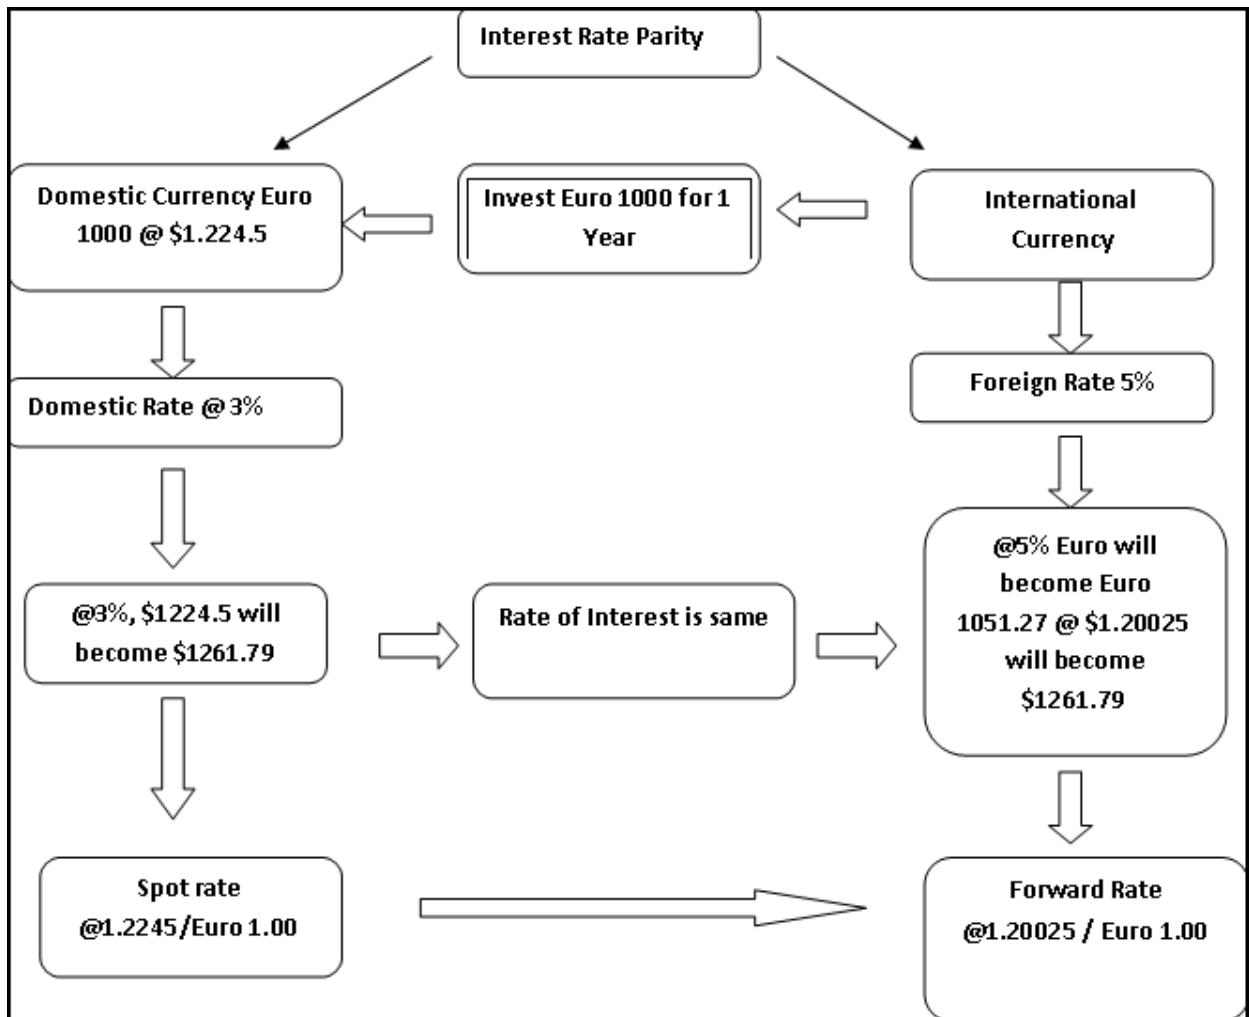 Interest Rate Parity
Domestic Currency Euro
1000 @ $1.224.5
Invest Euro 1000 for 1
Year
International
Currency
Domestic Rate @ 3%
Foreign Rate 5%
@3%, $1224.5 will
become $1261.79
Rate of Interest is same
@5% Euro will
become Euro
1051.27 @ $1.20025
will become
$1261.79
Spot rate
@1.2245/Euro 1.00
Forward Rate
@1.20025 / Euro 1.00